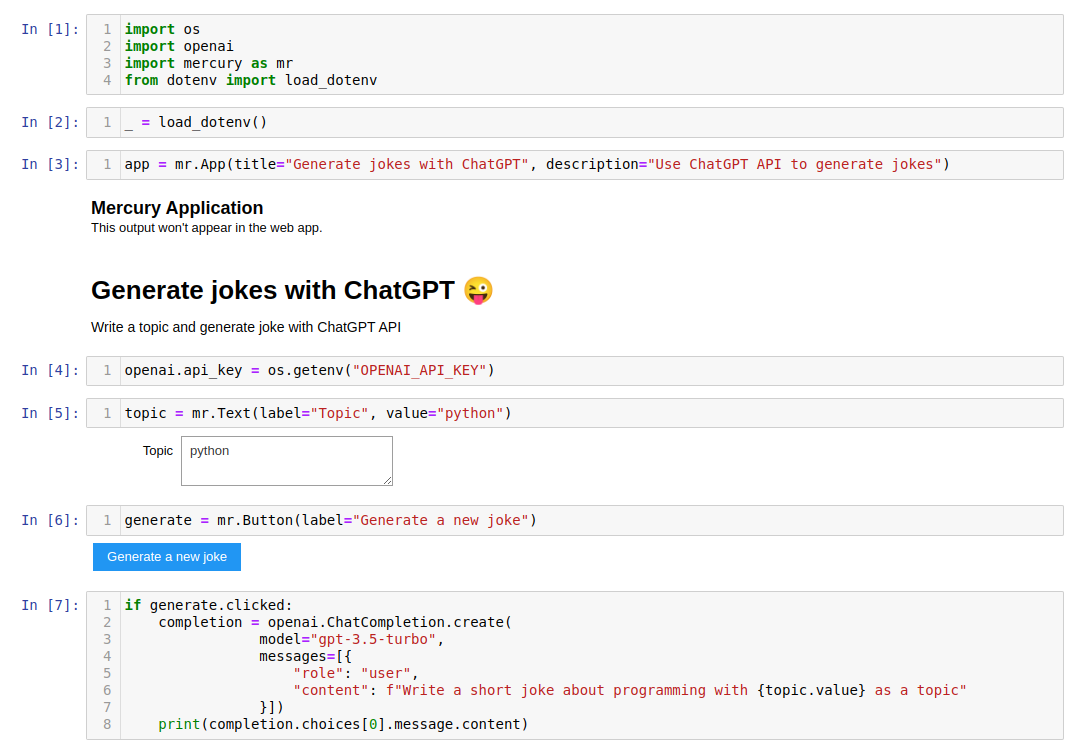 In [1]: 1 import os
2 import openai
3 import mercury as mr
4 from dotenv import load_dotenv
In [2]: 1 _ = load_dotenv()
In [3]: 1 app = mr.App(title="Generate jokes with ChatGPT", description="Use ChatGPT API to generate jokes")
Mercury Application
This output won't appear in the web app.
Generate jokes with ChatGPT 😜
Write a topic and generate joke with ChatGPT API
In [4]: 1 openai.api_key = os.getenv("OPENAI_API_KEY")
In [5]: 1 topic = mr.Text(label="Topic", value="python")
Topic python
In [6]: 1 generate = mr.Button(label="Generate a new joke")
Generate a new joke
In [7]: 1 if generate.clicked:
2     completion = openai.ChatCompletion.create(
3                 model="gpt-3.5-turbo",
4                 messages=[{
5                     "role": "user",
6                     "content": f"Write a short joke about programming with {topic.value} as a topic"
7                 }])
8     print(completion.choices[0].message.content)